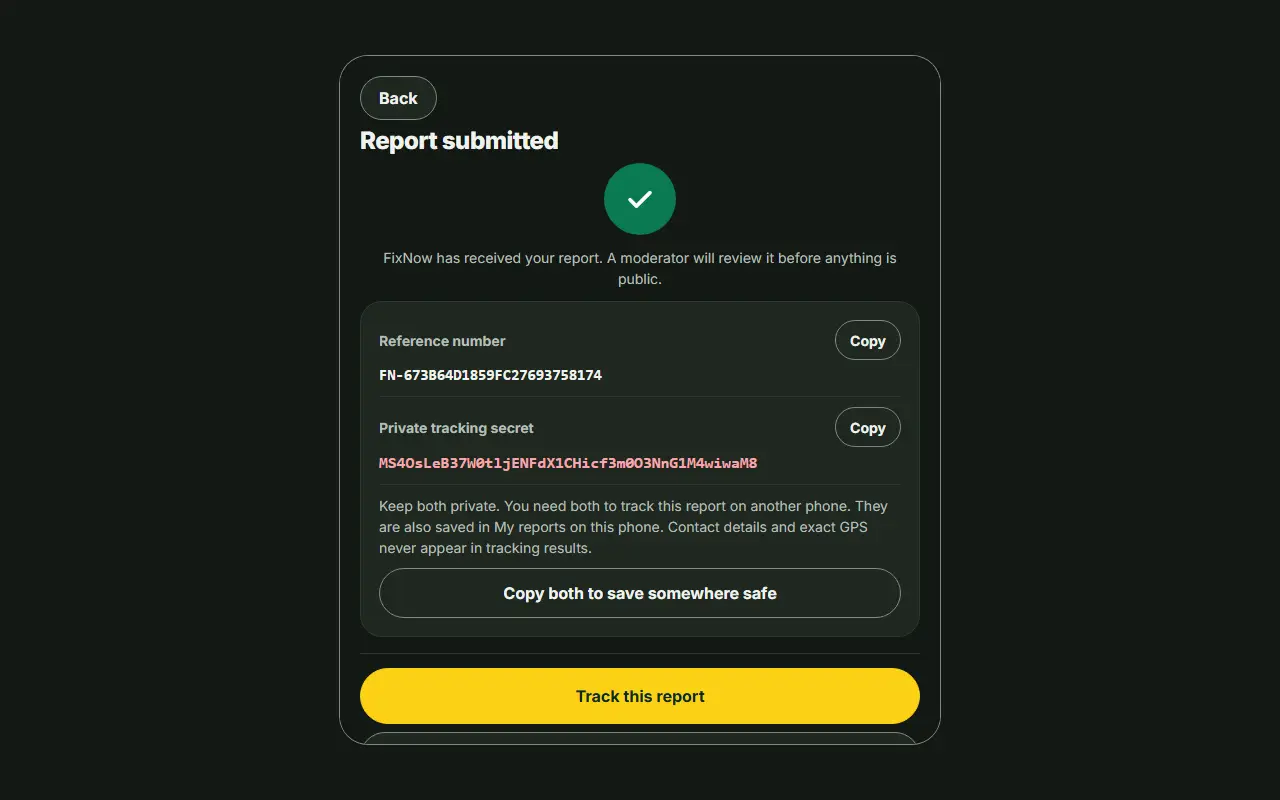 Back
Report submitted
FixNow has received your report. A moderator will review it before anything is
public.
Reference number
Copy
FN-673B64D1859FC27693758174
Private tracking secret
Copy
MS4OsLeB37W0t1jENFdX1CHicf3m0O3NnG1M4wiwaM8
Keep both private. You need both to track this report on another phone. They
are also saved in My reports on this phone. Contact details and exact GPS
never appear in tracking results.
Copy both to save somewhere safe
Track this report